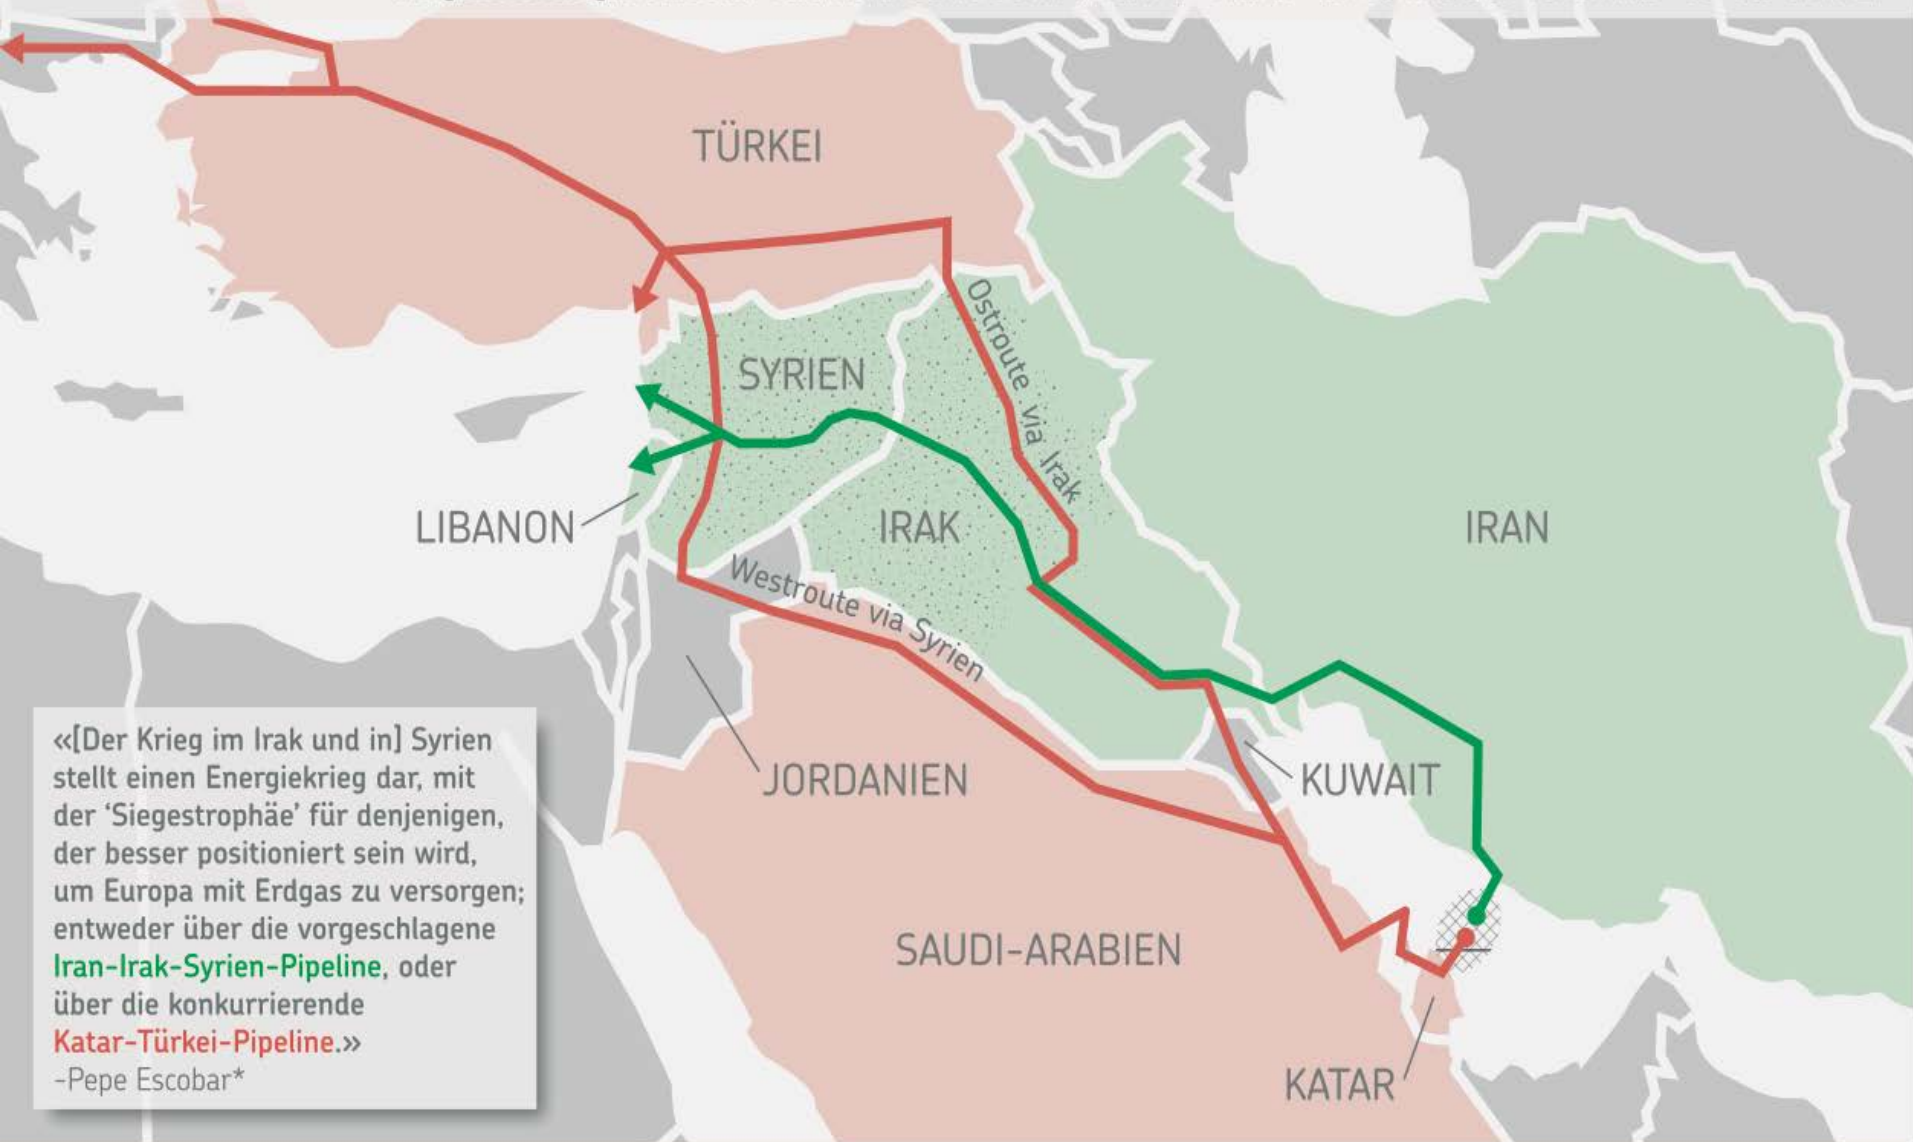 TÜRKEI
Ostroute via Irak
SYRIEN
LIBANON
IRAK
IRAN
Westroute via Syrien
JORDANIEN
KUWAIT
SAUDI-ARABIEN
KATAR
«[Der Krieg im Irak und in] Syrien
stellt einen Energiekrieg dar, mit
der ‘Siegestrophäe’ für denjenigen,
der besser positioniert sein wird,
um Europa mit Erdgas zu versorgen;
entweder über die vorgeschlagene
Iran-Irak-Syrien-Pipeline, oder
über die konkurrierende
Katar-Türkei-Pipeline.»
-Pepe Escobar*